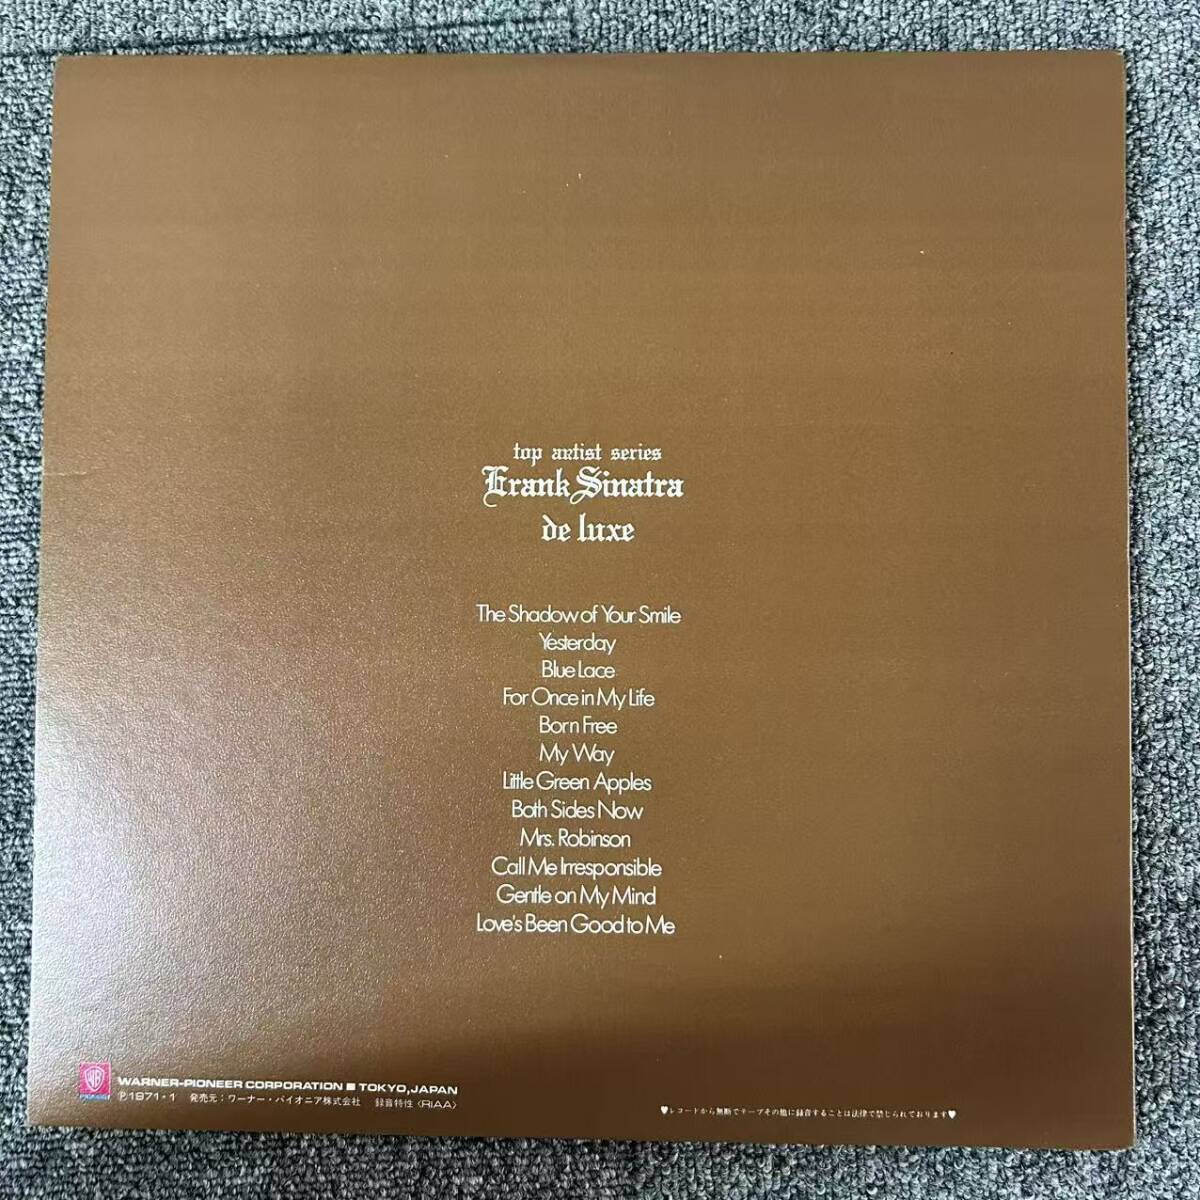 top artist series
Frank Sinatra
de luxe
The Shadow of Your Smile
Yesterday
Blue Lace
For Once in My Life
Born Free
My Way
Little Green Apples
Both Sides Now
Mrs. Robinson
Call Me Irresponsible
Gentle on My Mind
Love's Been Good to Me
WARNER-PIONEER CORPORATION ■ TOKYO, JAPAN
Ⓟ1971・1 発売元：ワーナー・パイオニア株式会社 録音特性〈RIAA〉
♥レコードから無断でテープその他に録音することは法律で禁じられております♥